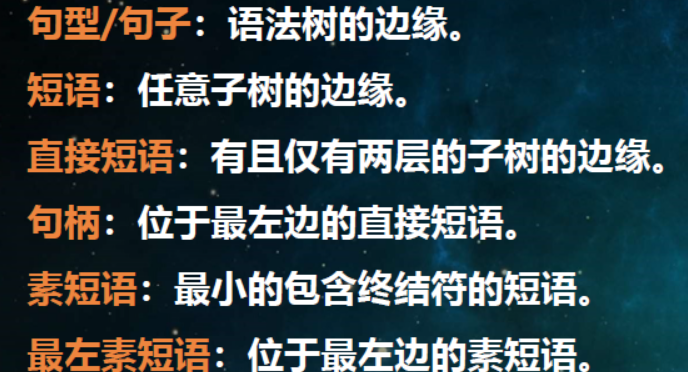 句型/句子：语法树的边缘。
短语：任意子树的边缘。
直接短语：有且仅有两层的子树的边缘。
句柄：位于最左边的直接短语。
素短语：最小的包含终结符的短语。
最左素短语：位于最左边的素短语。